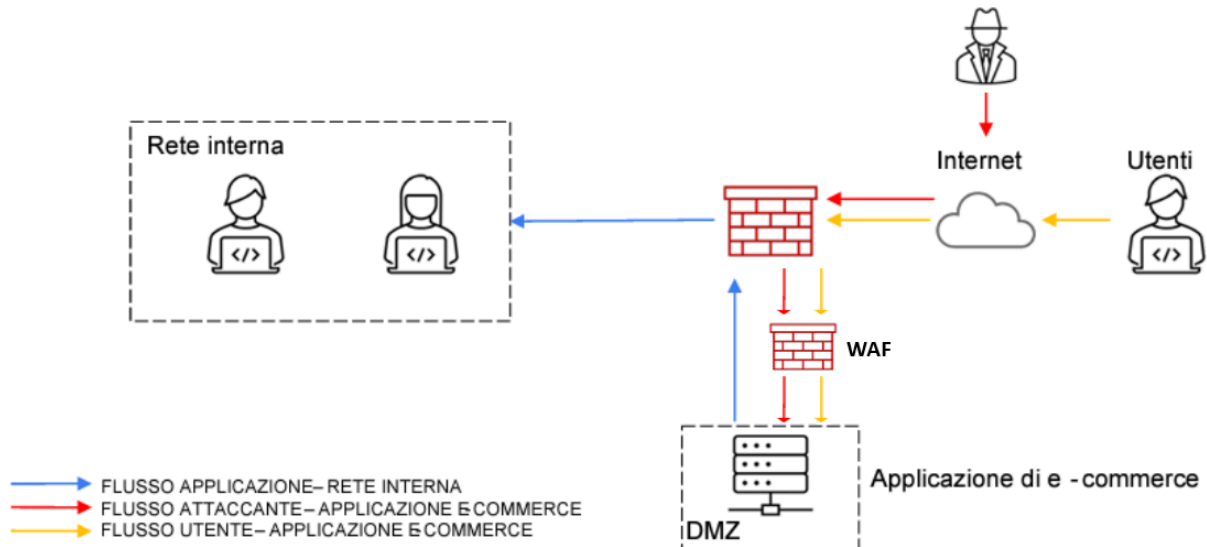 Rete interna
Internet
Utenti
WAF
Applicazione di e - commerce
DMZ
FLUSSO APPLICAZIONE– RETE INTERNA
FLUSSO ATTACCANTE– APPLICAZIONE E-COMMERCE
FLUSSO UTENTE– APPLICAZIONE E-COMMERCE